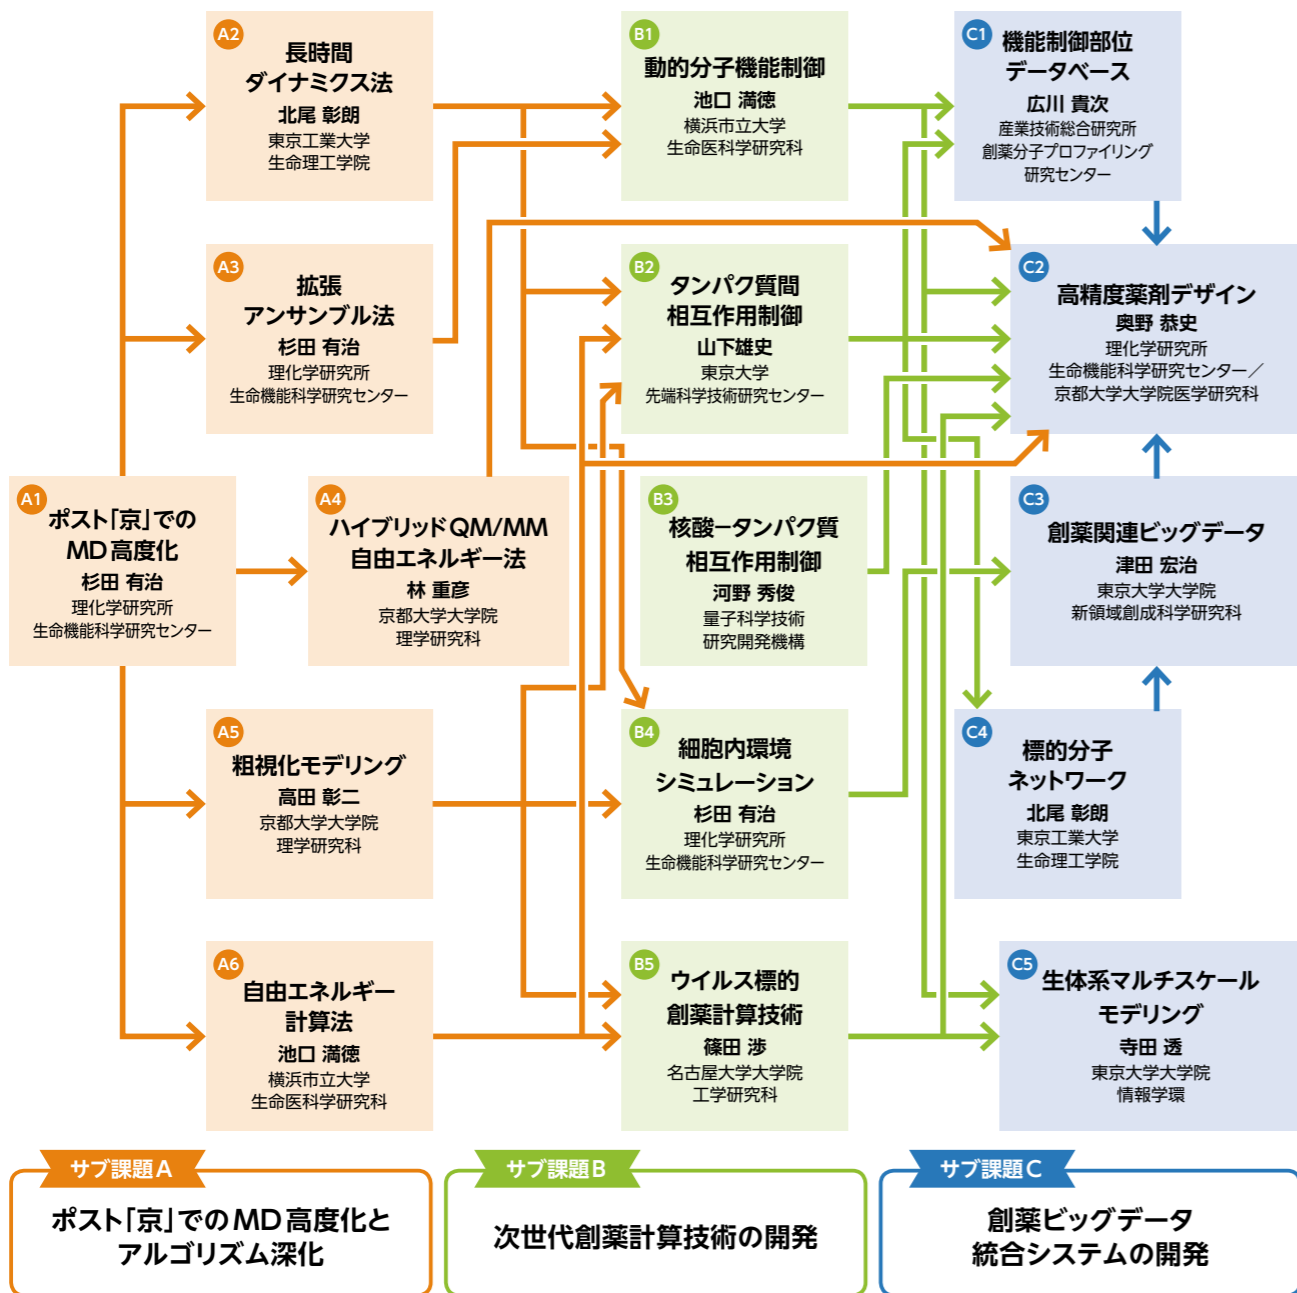 A1
ポスト「京」での
MD高度化
杉田 有治
理化学研究所
生命機能科学研究センター
A2
長時間
ダイナミクス法
北尾 彰朗
東京工業大学
生命理工学院
A3
拡張
アンサンブル法
杉田 有治
理化学研究所
生命機能科学研究センター
A4
ハイブリッドQM/MM
自由エネルギー法
林 重彦
京都大学大学院
理学研究科
A5
粗視化モデリング
高田 彰二
京都大学大学院
理学研究科
A6
自由エネルギー
計算法
池口 満徳
横浜市立大学
生命医科学研究科
B1
動的分子機能制御
池口 満徳
横浜市立大学
生命医科学研究科
B2
タンパク質間
相互作用制御
山下雄史
東京大学
先端科学技術研究センター
B3
核酸−タンパク質
相互作用制御
河野 秀俊
量子科学技術
研究開発機構
B4
細胞内環境
シミュレーション
杉田 有治
理化学研究所
生命機能科学研究センター
B5
ウイルス標的
創薬計算技術
篠田 渉
名古屋大学大学院
工学研究科
C1
機能制御部位
データベース
広川 貴次
産業技術総合研究所
創薬分子プロファイリング
研究センター
C2
高精度薬剤デザイン
奥野 恭史
理化学研究所
生命機能科学研究センター／
京都大学大学院医学研究科
C3
創薬関連ビッグデータ
津田 宏治
東京大学大学院
新領域創成科学研究科
C4
標的分子
ネットワーク
北尾 彰朗
東京工業大学
生命理工学院
C5
生体系マルチスケール
モデリング
寺田 透
東京大学大学院
情報学環
サブ課題A
ポスト「京」でのMD高度化と
アルゴリズム深化
サブ課題B
次世代創薬計算技術の開発
サブ課題C
創薬ビッグデータ
統合システムの開発